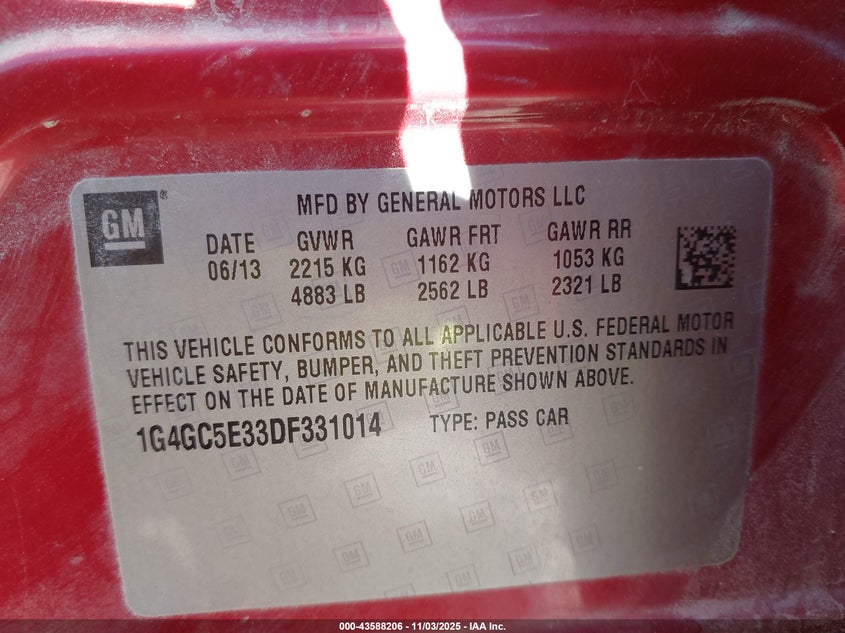 GM
®
MFD BY GENERAL MOTORS LLC
DATE GVWR GAWR FRT GAWR RR
06/13 2215 KG 1162 KG 1053 KG
4883 LB 2562 LB 2321 LB
THIS VEHICLE CONFORMS TO ALL APPLICABLE U.S. FEDERAL MOTOR
VEHICLE SAFETY, BUMPER, AND THEFT PREVENTION STANDARDS IN
EFFECT ON THE DATE OF MANUFACTURE SHOWN ABOVE.
1G4GC5E33DF331014 TYPE: PASS CAR
000-43588206 - 11/03/2025 - IAA Inc.